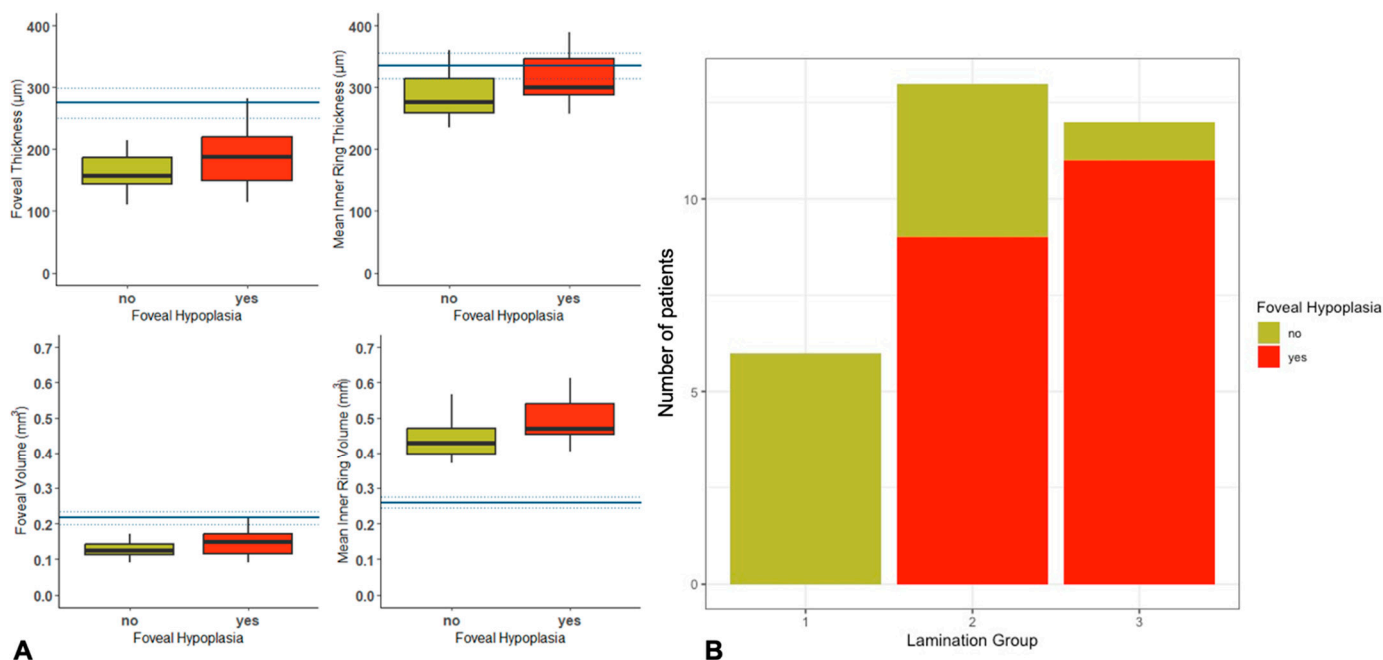 400
300
200
100
0
Foveal Thickness (µm)
no yes
Foveal Hypoplasia
400
300
200
100
0
Mean Inner Ring Thickness (µm)
no yes
Foveal Hypoplasia
0.7
0.6
0.5
0.4
0.3
0.2
0.1
0.0
Foveal Volume (mm³)
no yes
Foveal Hypoplasia
0.7
0.6
0.5
0.4
0.3
0.2
0.1
0.0
Mean Inner Ring Volume (mm³)
no yes
Foveal Hypoplasia
A
10
5
0
Number of patients
1 2 3
Lamination Group
Foveal Hypoplasia
no
yes
B